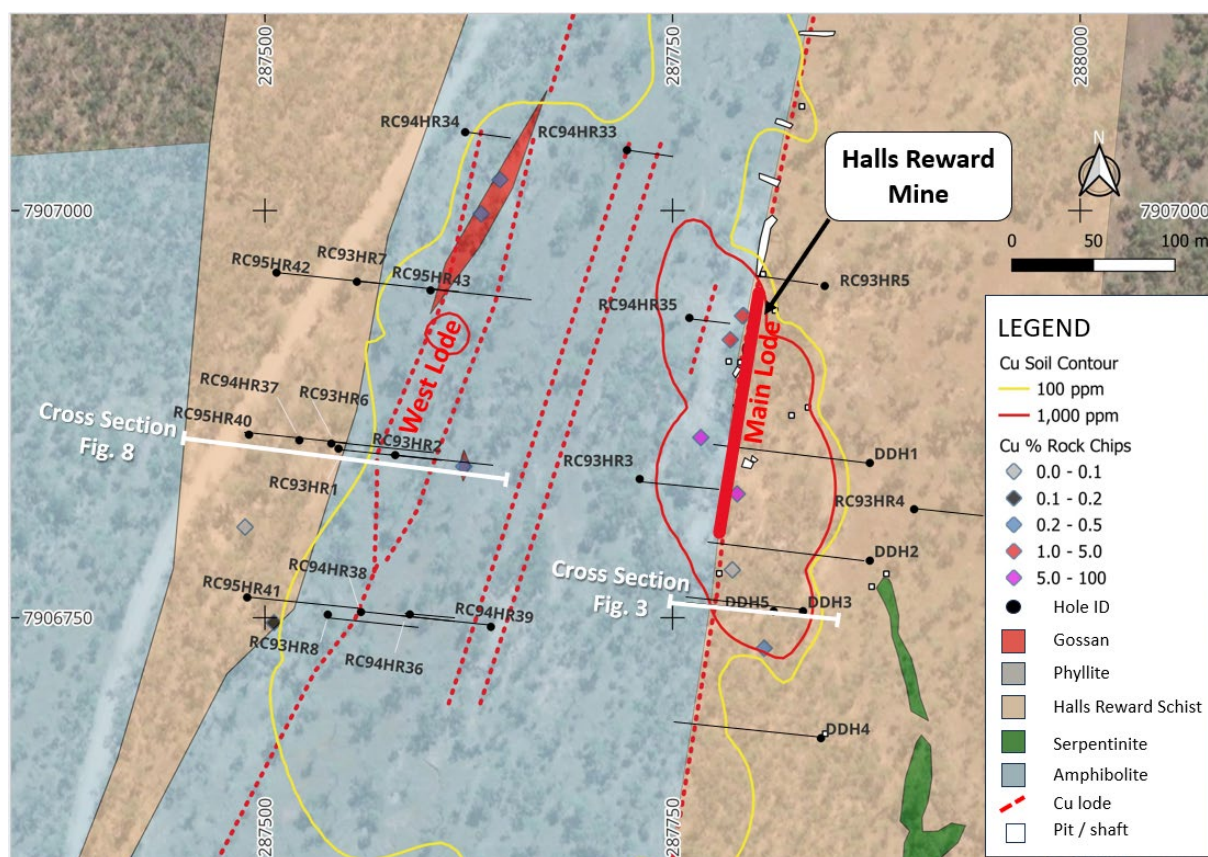 287500
287750
288000
RC94HR34
RC94HR33
Halls Reward
Mine
N
7907000
7907000
0 50 100 m
RC95HR42
RC93HR7
RC95HR43
RC93HR5
RC94HR35
West Lode
Main Lode
RC94HR37
RC93HR6
RC95HR40
RC93HR2
Cross Section
Fig. 8
RC93HR1
RC93HR3
DDH1
RC93HR4
DDH2
RC94HR38
RC95HR41
RC94HR39
Cross Section
Fig. 3
DDH5
DDH3
7906750
RC93HR8
RC94HR36
DDH4
287500
287750
LEGEND
Cu Soil Contour
100 ppm
1,000 ppm
Cu % Rock Chips
0.0 - 0.1
0.1 - 0.2
0.2 - 0.5
1.0 - 5.0
5.0 - 100
Hole ID
Gossan
Phyllite
Halls Reward Schist
Serpentinite
Amphibolite
Cu lode
Pit / shaft